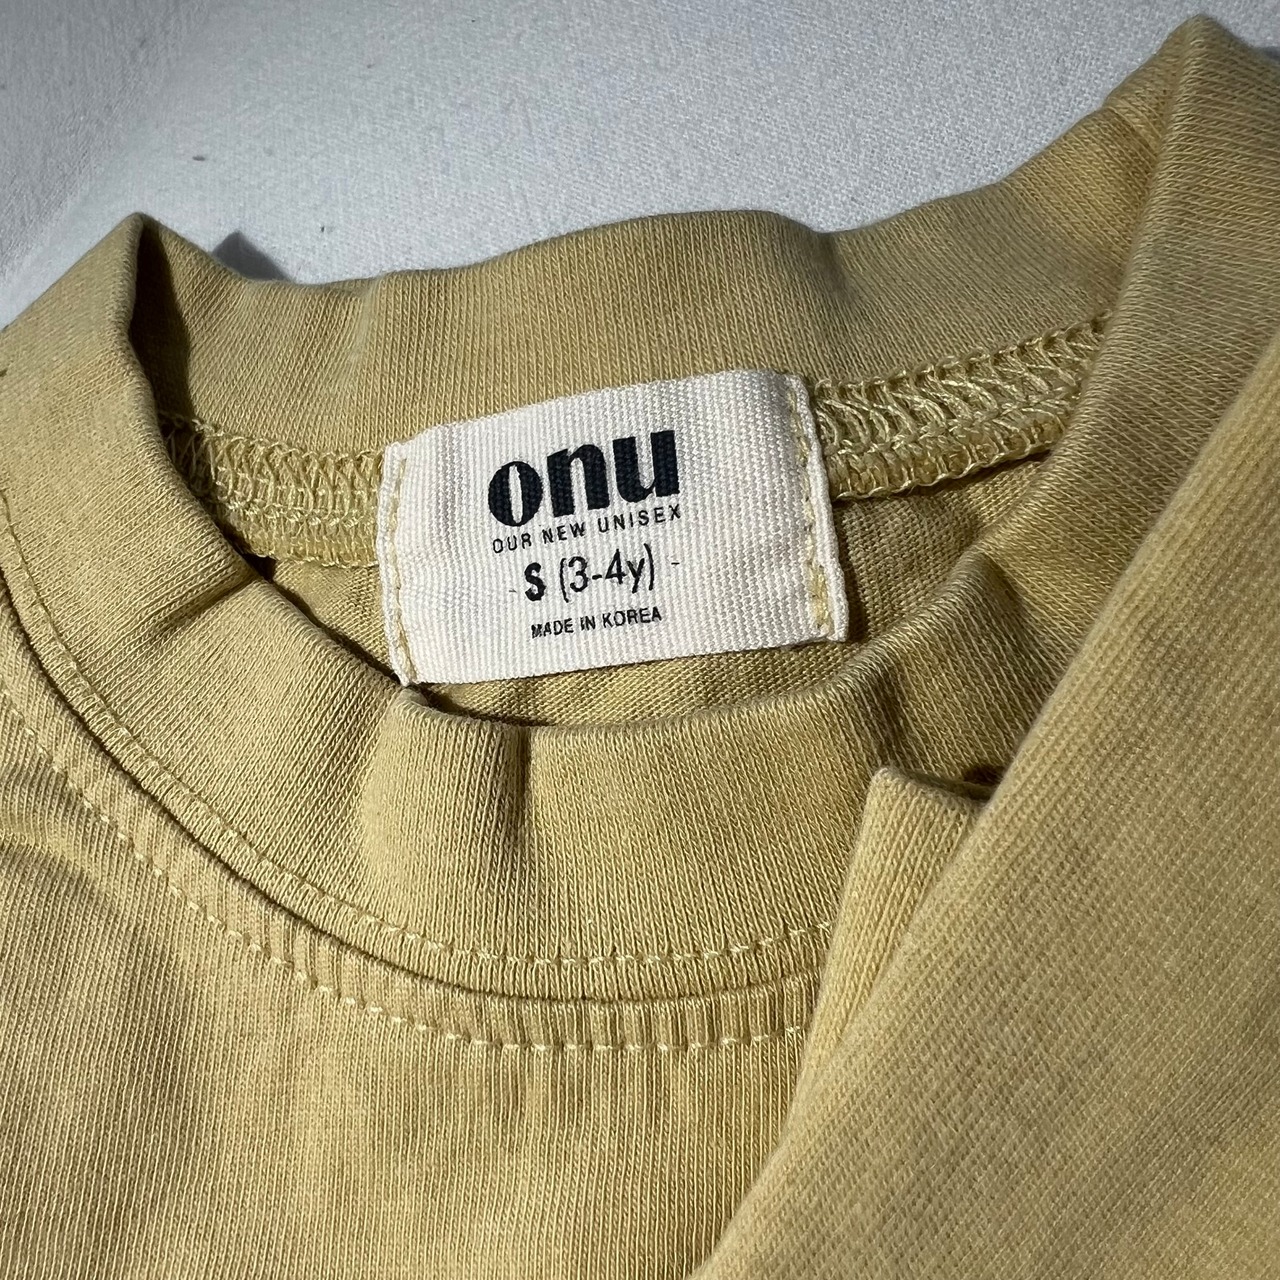 onu
OUR NEW UNISEX
- S (3-4y) -
MADE IN KOREA